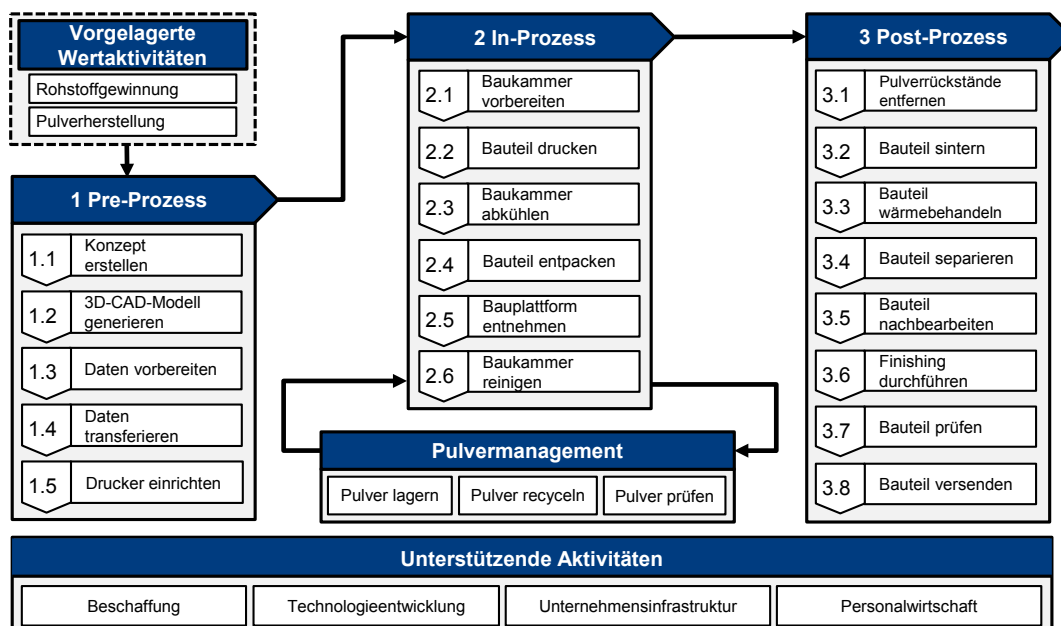 Vorgelagerte
Wertaktivitäten
Rohstoffgewinnung
Pulverherstellung
1 Pre-Prozess
1.1
Konzept
erstellen
1.2
3D-CAD-Modell
generieren
1.3
Daten vorbereiten
1.4
Daten
transferieren
1.5
Drucker einrichten
2 In-Prozess
2.1
Baukammer
vorbereiten
2.2
Bauteil drucken
2.3
Baukammer
abkühlen
2.4
Bauteil entpacken
2.5
Bauplattform
entnehmen
2.6
Baukammer
reinigen
Pulvermanagement
Pulver lagern
Pulver recyceln
Pulver prüfen
3 Post-Prozess
3.1
Pulverrückstände
entfernen
3.2
Bauteil sintern
3.3
Bauteil
wärmebehandeln
3.4
Bauteil separieren
3.5
Bauteil
nachbearbeiten
3.6
Finishing
durchführen
3.7
Bauteil prüfen
3.8
Bauteil versenden
Unterstützende Aktivitäten
Beschaffung
Technologieentwicklung
Unternehmensinfrastruktur
Personalwirtschaft